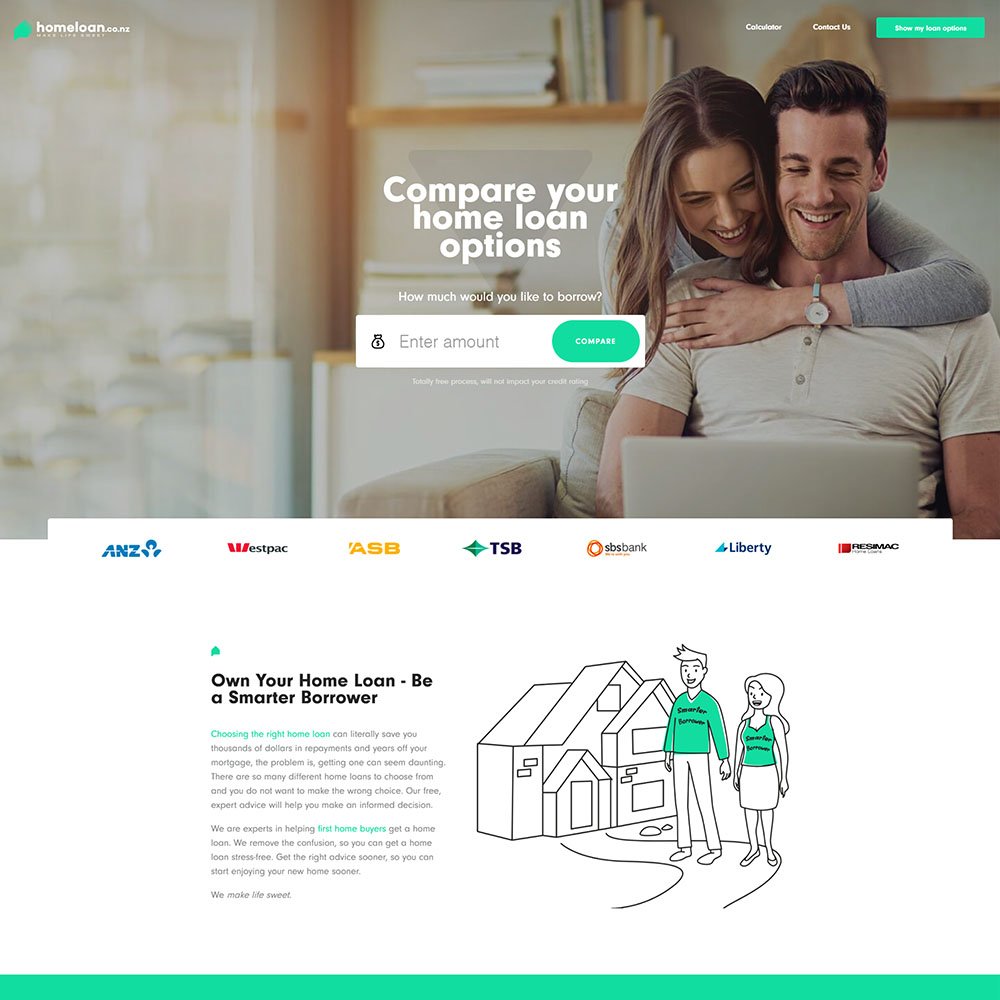 homeloan.co.nz
MAKE LIFE SWEET
Calculator
Contact Us
Show my loan options
Compare your
home loan
options
How much would you like to borrow?
Enter amount
COMPARE
Totally free process, will not impact your credit rating
ANZ
Westpac
ASB
TSB
sbsbank
Liberty
RESIMAC
Home Loans
Own Your Home Loan - Be
a Smarter Borrower
Choosing the right home loan can literally save you
thousands of dollars in repayments and years off your
mortgage, the problem is, getting one can seem daunting.
There are so many different home loans to choose from
and you do not want to make the wrong choice. Our free,
expert advice will help you make an informed decision.
We are experts in helping first home buyers get a home
loan. We remove the confusion, so you can get a home
loan stress-free. Get the right advice sooner, so you can
start enjoying your new home sooner.
We make life sweet.
Smarter
Borrower
Smarter
Borrower